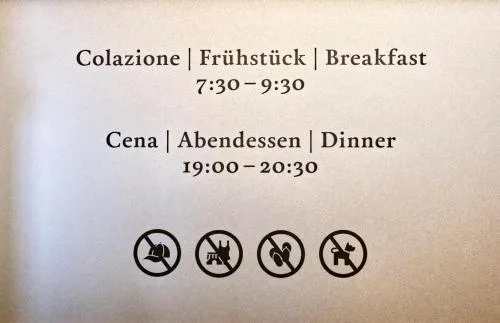 Colazione | Frühstück | Breakfast
7:30 – 9:30
Cena | Abendessen | Dinner
19:00 – 20:30